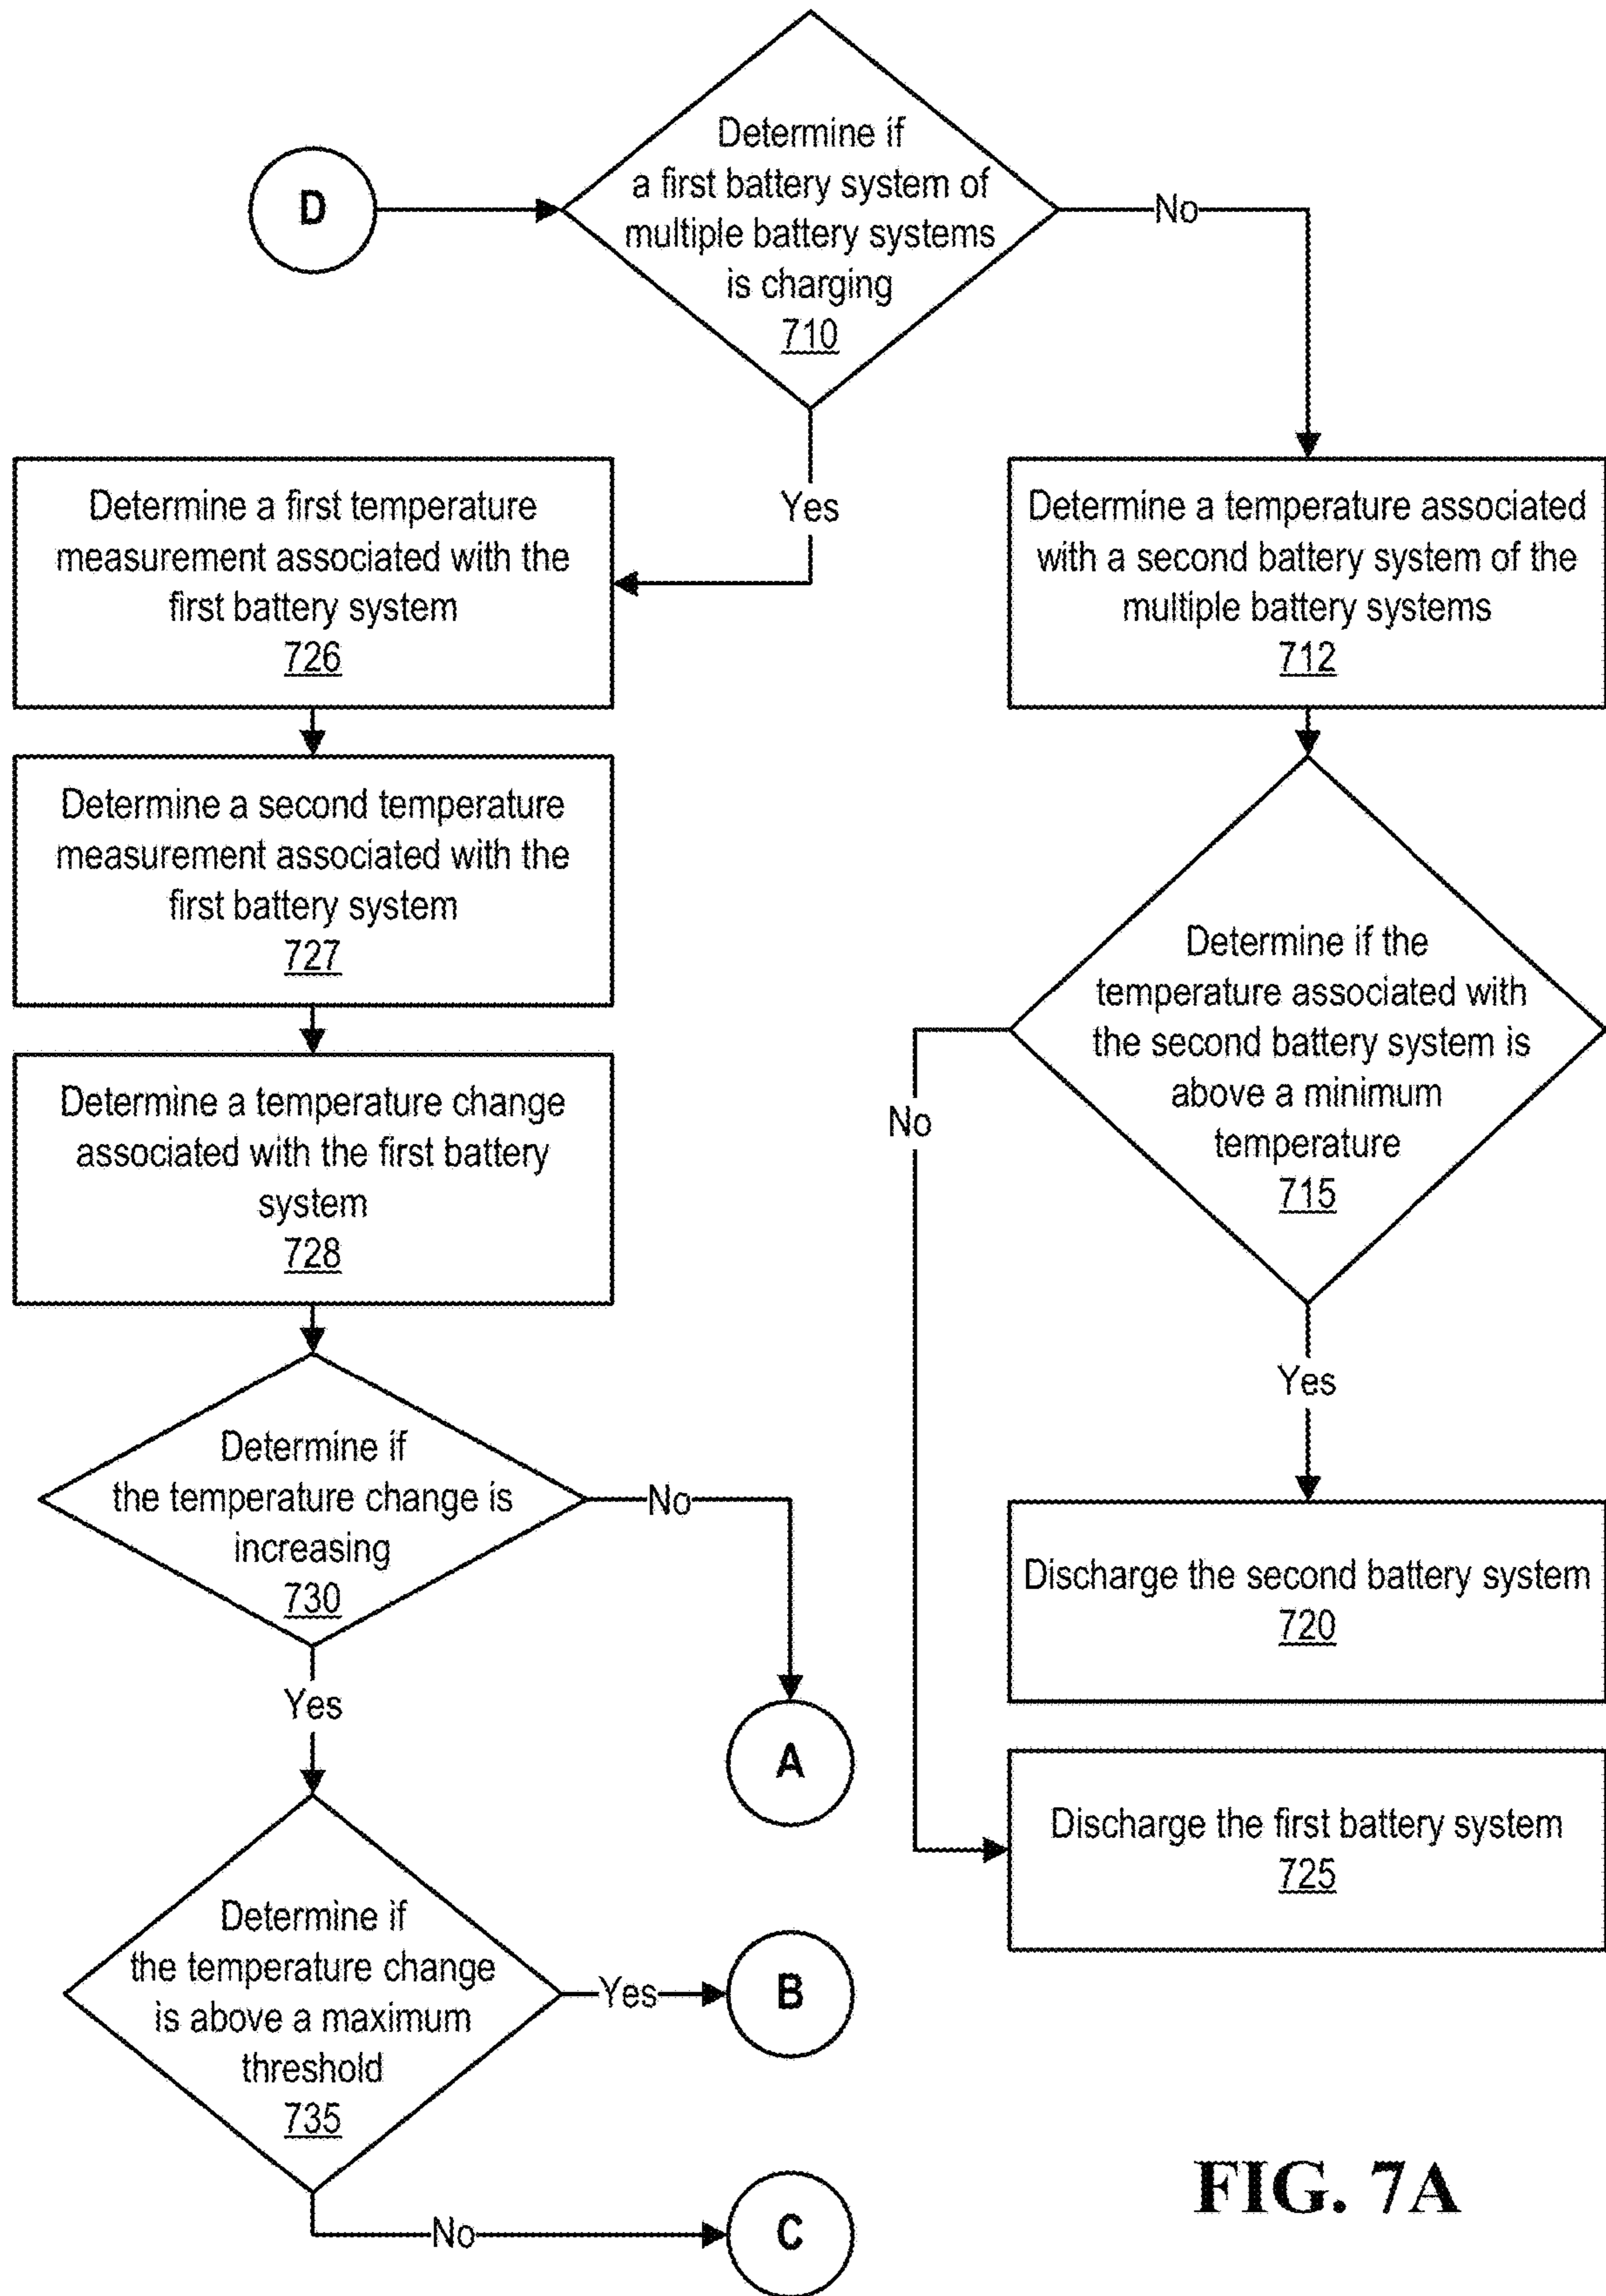 D
Determine if
a first battery system of
multiple battery systems
is charging
710
No
Yes
Determine a first temperature
measurement associated with the
first battery system
726
Determine a temperature associated
with a second battery system of the
multiple battery systems
712
Determine a second temperature
measurement associated with the
first battery system
727
Determine if the
temperature associated with
the second battery system is
above a minimum
temperature
715
No
Yes
Determine a temperature change
associated with the first battery
system
728
Determine if
the temperature change is
increasing
730
No
Yes
A
Discharge the second battery system
720
Discharge the first battery system
725
Determine if
the temperature change
is above a maximum
threshold
735
Yes
B
No
C
FIG. 7A